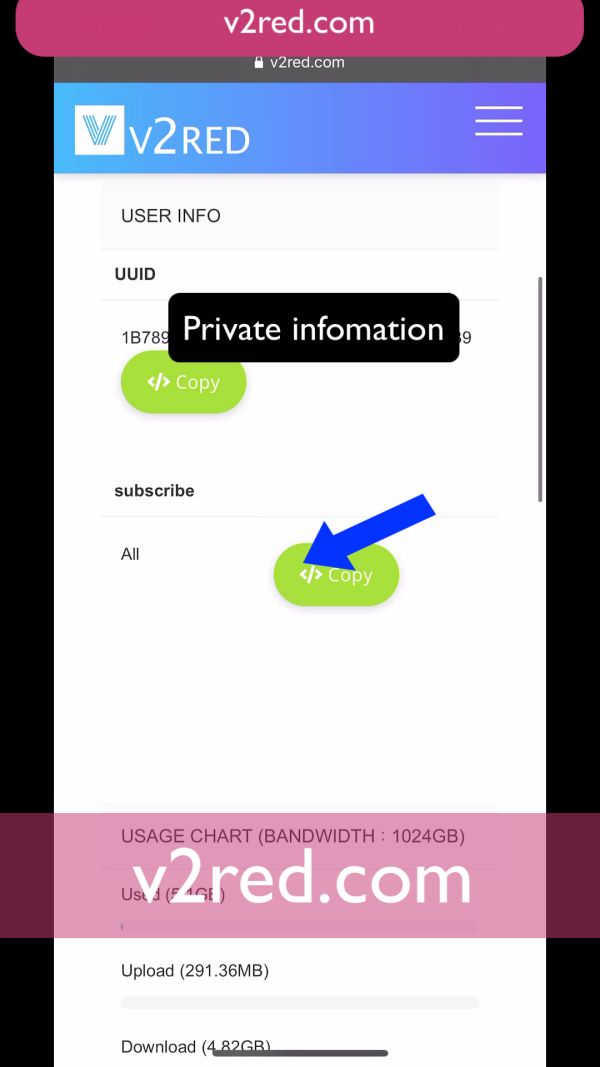 v2red.com
v2red.com
V2RED
USER INFO
UUID
Private infomation
1B789 39
</> Copy
subscribe
All
</> Copy
USAGE CHART (BANDWIDTH : 1024GB)
v2red.com
Used (5.1GB)
Upload (291.36MB)
Download (4.82GB)